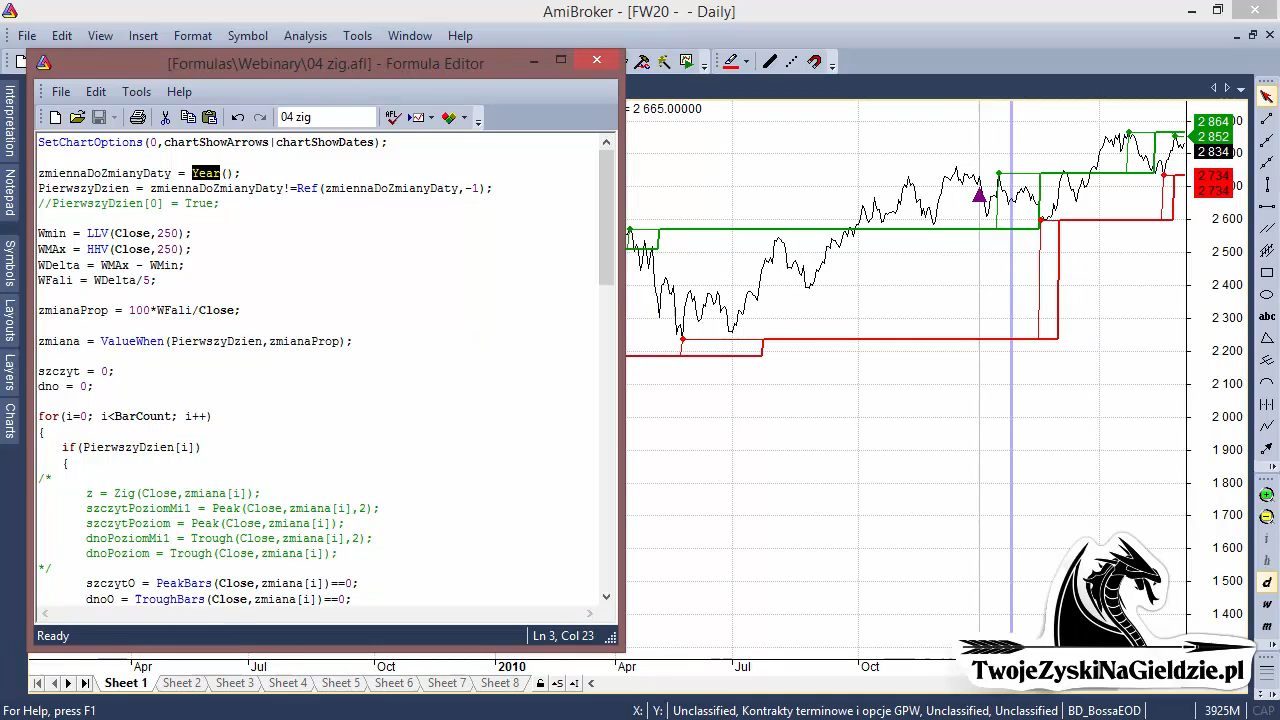 AmiBroker - [FW20 - - Daily]
File Edit View Insert Format Symbol Analysis Tools Window Help
[Formulas\Webinary\04 zig.afl] - Formula Editor
File Edit Tools Help
04 zig
SetChartOptions(0,chartShowArrows|chartShowDates);
zmiennaDoZmianyDaty = Year();
PierwszyDzien = zmiennaDoZmianyDaty!=Ref(zmiennaDoZmianyDaty,-1);
//PierwszyDzien[0] = True;
Wmin = LLV(Close,250);
WMAx = HHV(Close,250);
WDelta = WMAx - WMin;
WFali = WDelta/5;
zmianaProp = 100*WFali/Close;
zmiana = ValueWhen(PierwszyDzien,zmianaProp);
szczyt = 0;
dno = 0;
for(i=0; i<BarCount; i++)
{
if(PierwszyDzien[i])
{
/*
z = Zig(Close,zmiana[i]);
szczytPoziomMi1 = Peak(Close,zmiana[i],2);
szczytPoziom = Peak(Close,zmiana[i]);
dnoPoziomMi1 = Trough(Close,zmiana[i],2);
dnoPoziom = Trough(Close,zmiana[i]);
*/
szczytO = PeakBars(Close,zmiana[i])==0;
dnoO = TroughBars(Close,zmiana[i])==0;
Ready
Ln 3, Col 23
Interpretation
Notepad
Symbols
Layouts
Layers
Charts
= 2 665.00000
2 864
2 852
2 834
2 734
2 734
2 600
2 500
2 400
2 300
2 200
2 100
2 000
1 900
1 800
1 700
1 600
1 500
1 400
abc
i
h
d
w
m
Apr Jul Oct 2010 Apr Jul Oct
TwojeZyskiNaGieldzie.pl
Sheet 1 Sheet 2 Sheet 3 Sheet 4 Sheet 5 Sheet 6 Sheet 7 Sheet 8
For Help, press F1
X: Y: Unclassified, Kontrakty terminowe i opcje GPW, Unclassified, Unclassified BD_BossaEOD 3925M CAP